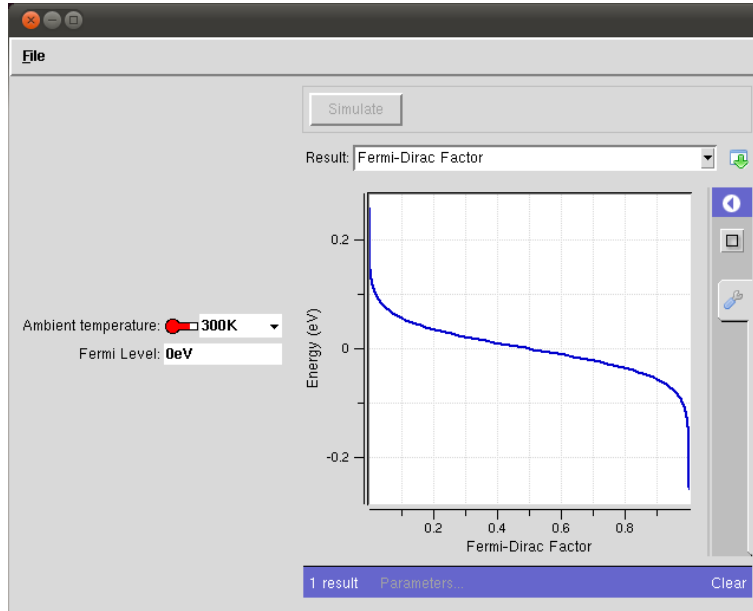 File
Simulate
Result: Fermi-Dirac Factor
Ambient temperature: 300K
Fermi Level: 0eV
Energy (eV)
0.2
0
-0.2
0.2 0.4 0.6 0.8
Fermi-Dirac Factor
1 result Parameters... Clear